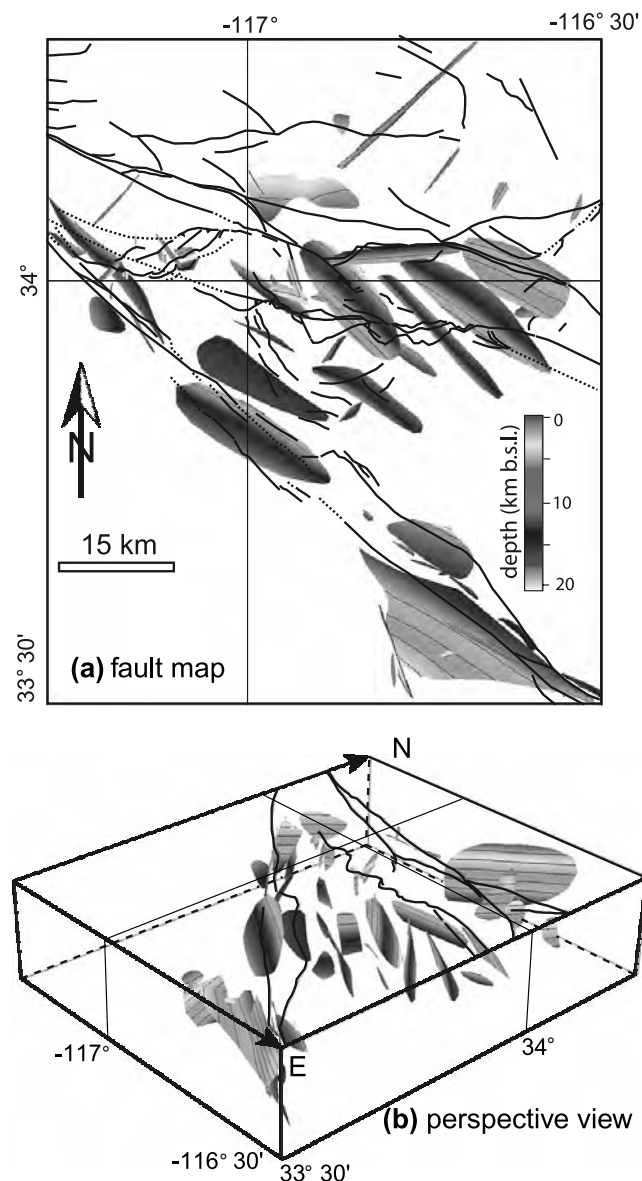 -117°
-116° 30'
34°
N
0
10
20
depth (km b.s.l.)
15 km
33° 30'
(a) fault map
N
-117°
E
34°
(b) perspective view
-116° 30'
33° 30'